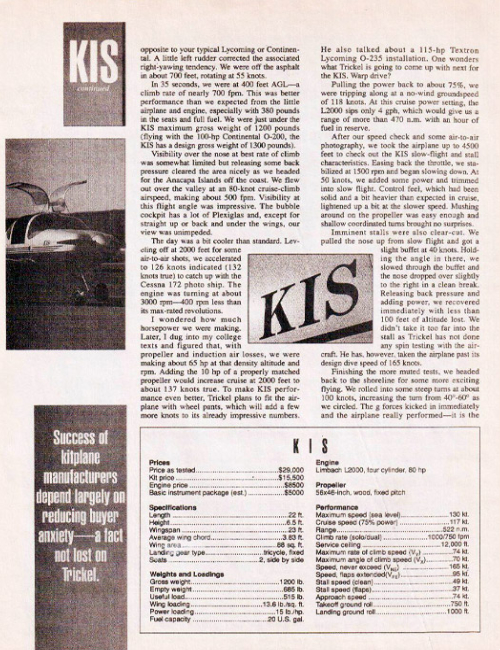 KIS
continued
opposite to your typical Lycoming or Continen-
tal. A little left rudder corrected the associated
right-yawing tendency. We were off the asphalt
in about 700 feet, rotating at 55 knots.
In 35 seconds, we were at 400 feet AGL—a
climb rate of nearly 700 fpm. This was better
performance than we expected from the little
airplane and engine, especially with 380 pounds
in the seats and full fuel. We were just under the
KIS maximum gross weight of 1200 pounds
(flying with the 100-hp Continental O-200, the
KIS has a design gross weight of 1300 pounds).
Visibility over the nose at best rate of climb
was somewhat limited but releasing some back
pressure cleared the area nicely as we headed
for the Anacapa Islands off the coast. We flew
out over the valley at an 80-knot cruise-climb
airspeed, making about 500 fpm. Visibility at
this flight angle was impressive. The bubble
cockpit has a lot of Plexiglas and, except for
straight up or back and under the wings, our
view was unimpeded.
The day was a bit cooler than standard. Lev-
eling off at 2000 feet for some
air-to-air shots, we accelerated
to 126 knots indicated (132
knots true) to catch up with the
Cessna 172 photo ship. The
engine was turning at about
3000 rpm—400 rpm less than
its max-rated revolutions.
I wondered how much
horsepower we were making.
Later, I dug into my college
texts and figured that, with
propeller and induction air losses, we were
making about 65 hp at that density altitude and
rpm. Adding the 10 hp of a properly matched
propeller would increase cruise at 2000 feet to
about 137 knots true. To make KIS perfor-
mance even better, Trickel plans to fit the air-
plane with wheel pants, which will add a few
more knots to its already impressive numbers.
He also talked about a 115-hp Textron
Lycoming O-235 installation. One wonders
what Trickel is going to come up with next for
the KIS. Warp drive?
Pulling the power back to about 75%, we
were tripping along at a no-wind groundspeed
of 118 knots. At this cruise power setting, the
L2000 sips only 4 gph, which would give us a
range of more than 470 n.m. with an hour of
fuel in reserve.
After our speed check and some air-to-air
photography, we took the airplane up to 4500
feet to check out the KIS slow-flight and stall
characteristics. Easing back the throttle, we sta-
bilized at 1500 rpm and began slowing down. At
50 knots, we added some power and trimmed
into slow flight. Control feel, which had been
solid and a bit heavier than expected in cruise,
lightened up a bit at the slower speed. Mushing
around on the propeller was easy enough and
shallow coordinated turns brought no surprises.
Imminent stalls were also clear-cut. We
pulled the nose up from slow flight and got a
slight buffet at 40 knots. Hold-
ing the angle in there, we
slowed through the buffet and
the nose dropped over slightly
to the right in a clean break.
Releasing back pressure and
adding power, we recovered
immediately with less than
100 feet of altitude lost. We
didn't take it too far into the
stall as Trickel has not done
any spin testing with the air-
craft. He has, however, taken the airplane past its
design dive speed of 165 knots.
Finishing the more muted tests, we headed
back to the shoreline for some more exciting
flying. We rolled into some steep turns at about
100 knots, increasing the turn from 40°-60° as
we circled. The g forces kicked in immediately
and the airplane really performed—it is the
KIS
Success of
kitplane
manufacturers
depend largely on
reducing buyer
anxiety—a fact
not lost on
Trickel.
KIS
Prices
Price as tested $29,000
Kit price $15,500
Engine price $8500
Basic instrument package (est.) $5000
Specifications
Length 22 ft.
Height 6.5 ft.
Wingspan 23 ft.
Average wing chord 3.83 ft.
Wing area 88 sq. ft.
Landing gear type tricycle, fixed
Seats 2, side by side
Weights and Loadings
Gross weight 1200 lb.
Empty weight 685 lb.
Useful load 515 lb.
Wing loading 13.6 lb./sq. ft.
Power loading 15 lb./hp.
Fuel capacity 20 U.S. gal.
Engine
Limbach L2000, four cylinder, 80 hp
Propeller
56x46-inch, wood, fixed pitch
Performance
Maximum speed (sea level) 130 kt.
Cruise speed (75% power) 117 kt.
Range 522 n.m.
Climb rate (solo/dual) 1000/750 fpm
Service ceiling 12,000 ft.
Maximum rate of climb speed (Vy) 74 kt.
Maximum angle of climb speed (Vx) 70 kt.
Speed, never exceed 165 kt.
Speed, flaps extended 95 kt.
Stall speed (clean) 49 kt.
Stall speed (flaps) 37 kt.
Approach speed 74 kt.
Takeoff ground roll 750 ft.
Landing ground roll 1000 ft.